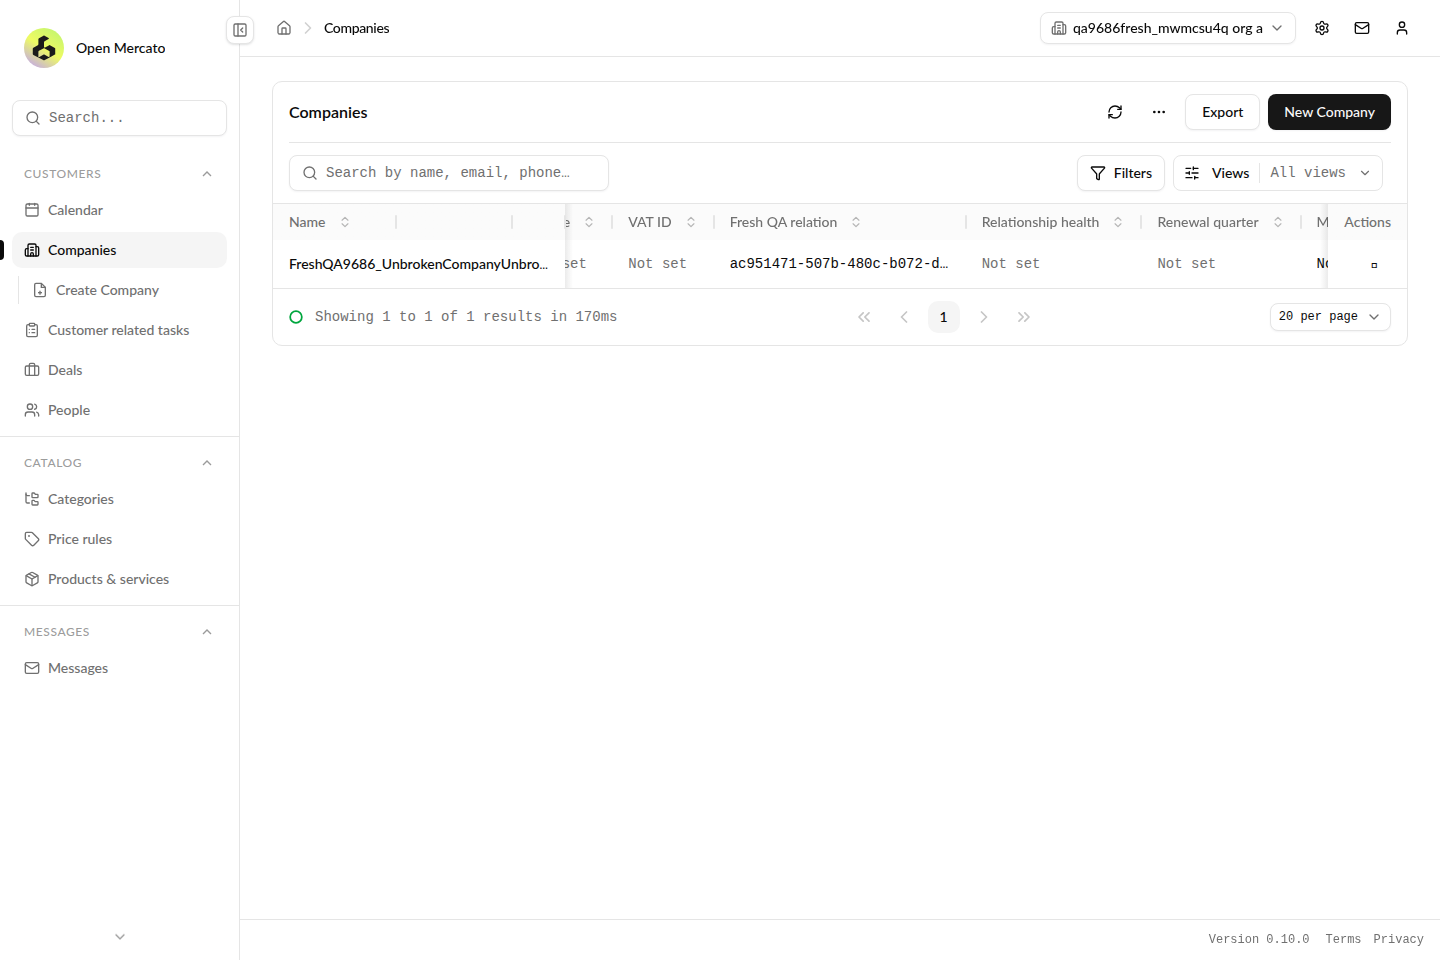 Open Mercato
Companies
qa9686fresh_mwmcsu4q org a
Search...
CUSTOMERS
Calendar
Companies
Create Company
Customer related tasks
Deals
People
CATALOG
Categories
Price rules
Products & services
MESSAGES
Messages
Companies
Export
New Company
Search by name, email, phone…
Filters
Views
All views
Name
VAT ID
Fresh QA relation
Relationship health
Renewal quarter
Actions
FreshQA9686_UnbrokenCompanyUnbro…
set
Not set
ac951471-507b-480c-b072-d…
Not set
Not set
Showing 1 to 1 of 1 results in 170ms
1
20 per page
Version 0.10.0
Terms
Privacy